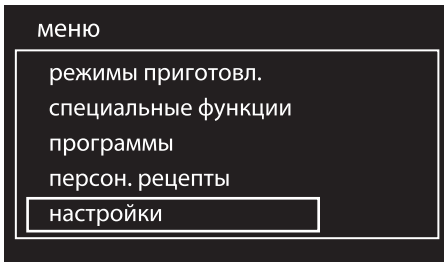 меню
режимы приготовл.
специальные функции
программы
персон. рецепты
настройки